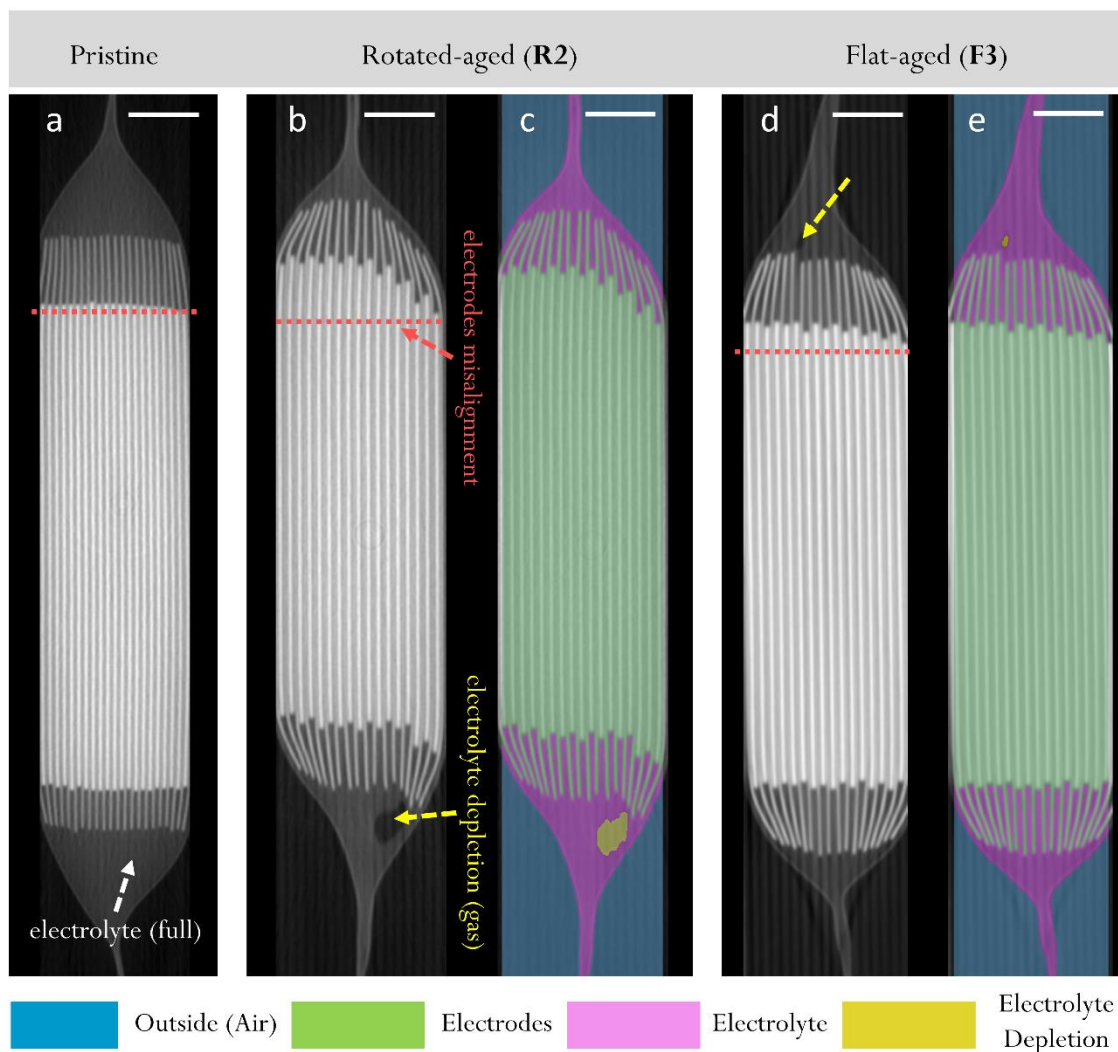 Pristine
Rotated-aged (R2)
Flat-aged (F3)
a
b
c
d
e
electrodes misalignment
electrolyte depletion (gas)
electrolyte (full)
Outside (Air)
Electrodes
Electrolyte
Electrolyte
Depletion